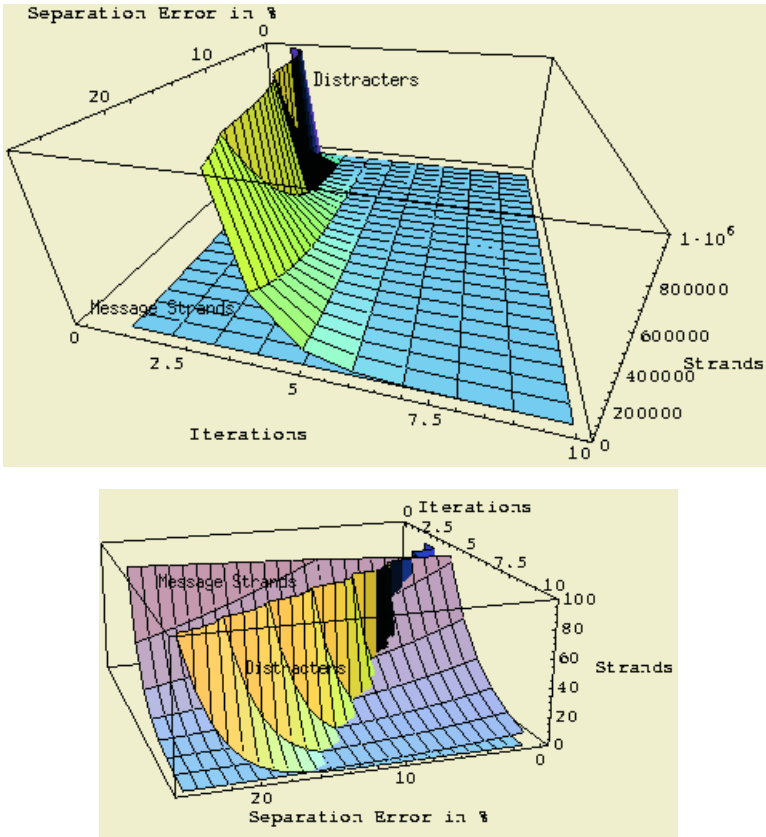 Separation Error in %
0
10
20
Distracters
1·10^6
800000
600000
Strands
400000
200000
0
Message Strands
0
2.5
5
7.5
10
Iterations
0 Iterations
2.5
5
7.5
10
100
80
60
Strands
40
20
0
Message Strands
Distracters
0
10
20
Separation Error in %